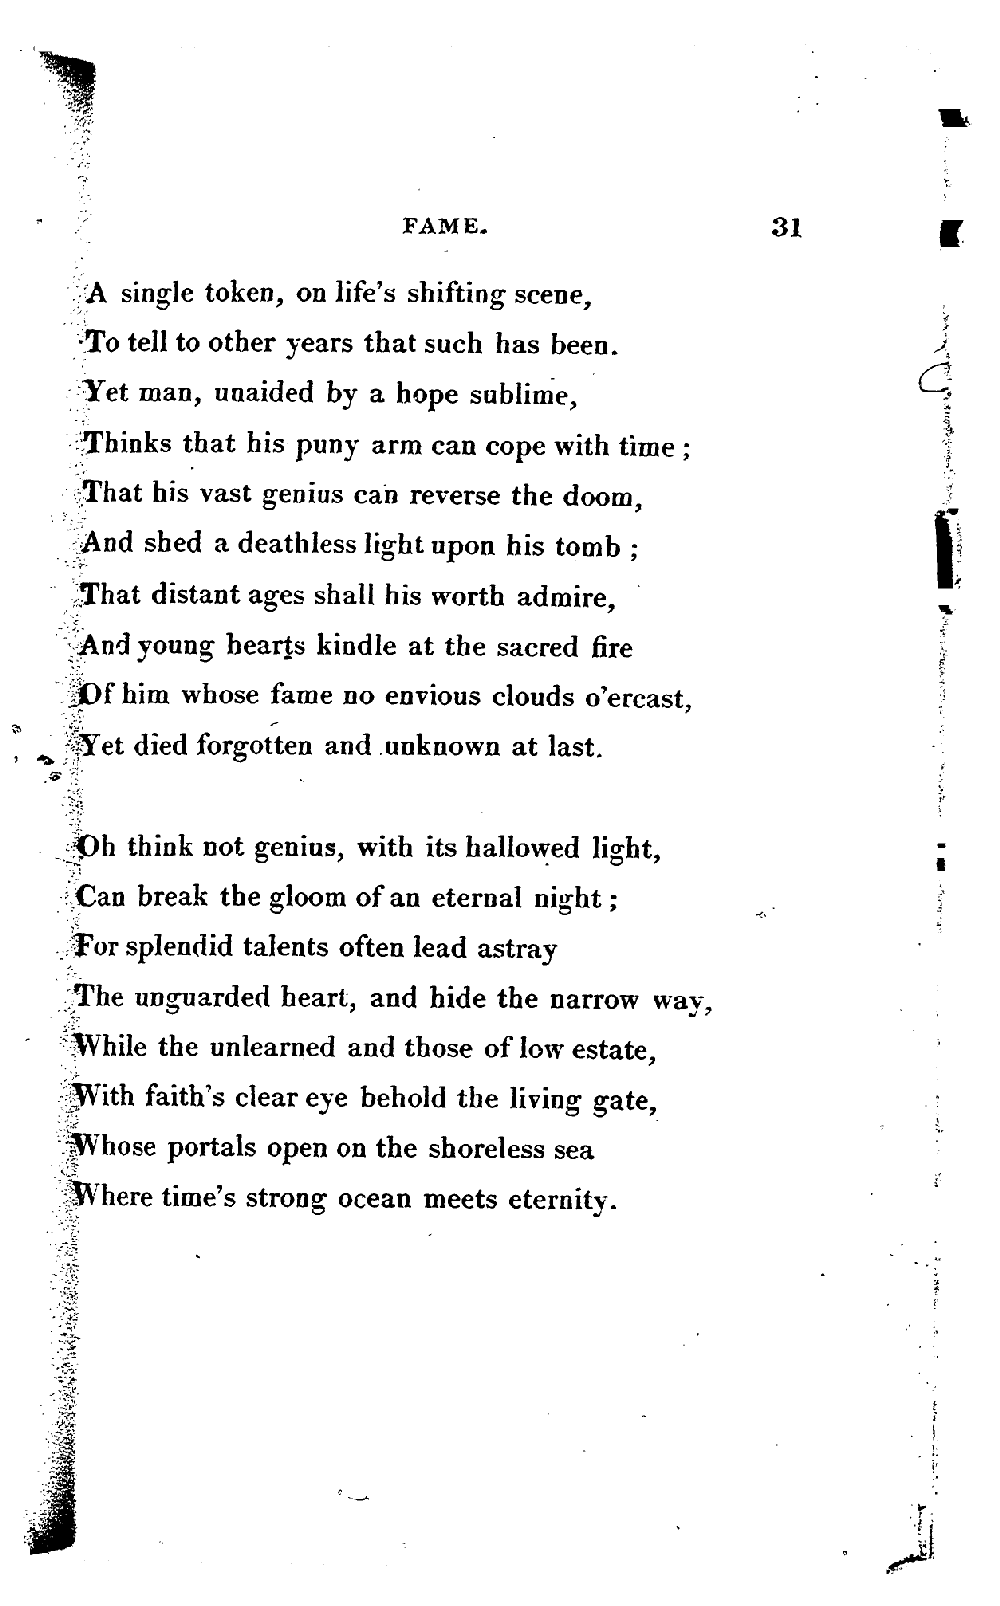 FAME. 31
A single token, on life's shifting scene,
To tell to other years that such has been.
Yet man, unaided by a hope sublime,
Thinks that his puny arm can cope with time ;
That his vast genius can reverse the doom,
And shed a deathless light upon his tomb ;
That distant ages shall his worth admire,
And young hearts kindle at the sacred fire
Of him whose fame no envious clouds o'ercast,
Yet died forgotten and unknown at last.

Oh think not genius, with its hallowed light,
Can break the gloom of an eternal night ;
For splendid talents often lead astray
The unguarded heart, and hide the narrow way,
While the unlearned and those of low estate,
With faith's clear eye behold the living gate,
Whose portals open on the shoreless sea
Where time's strong ocean meets eternity.